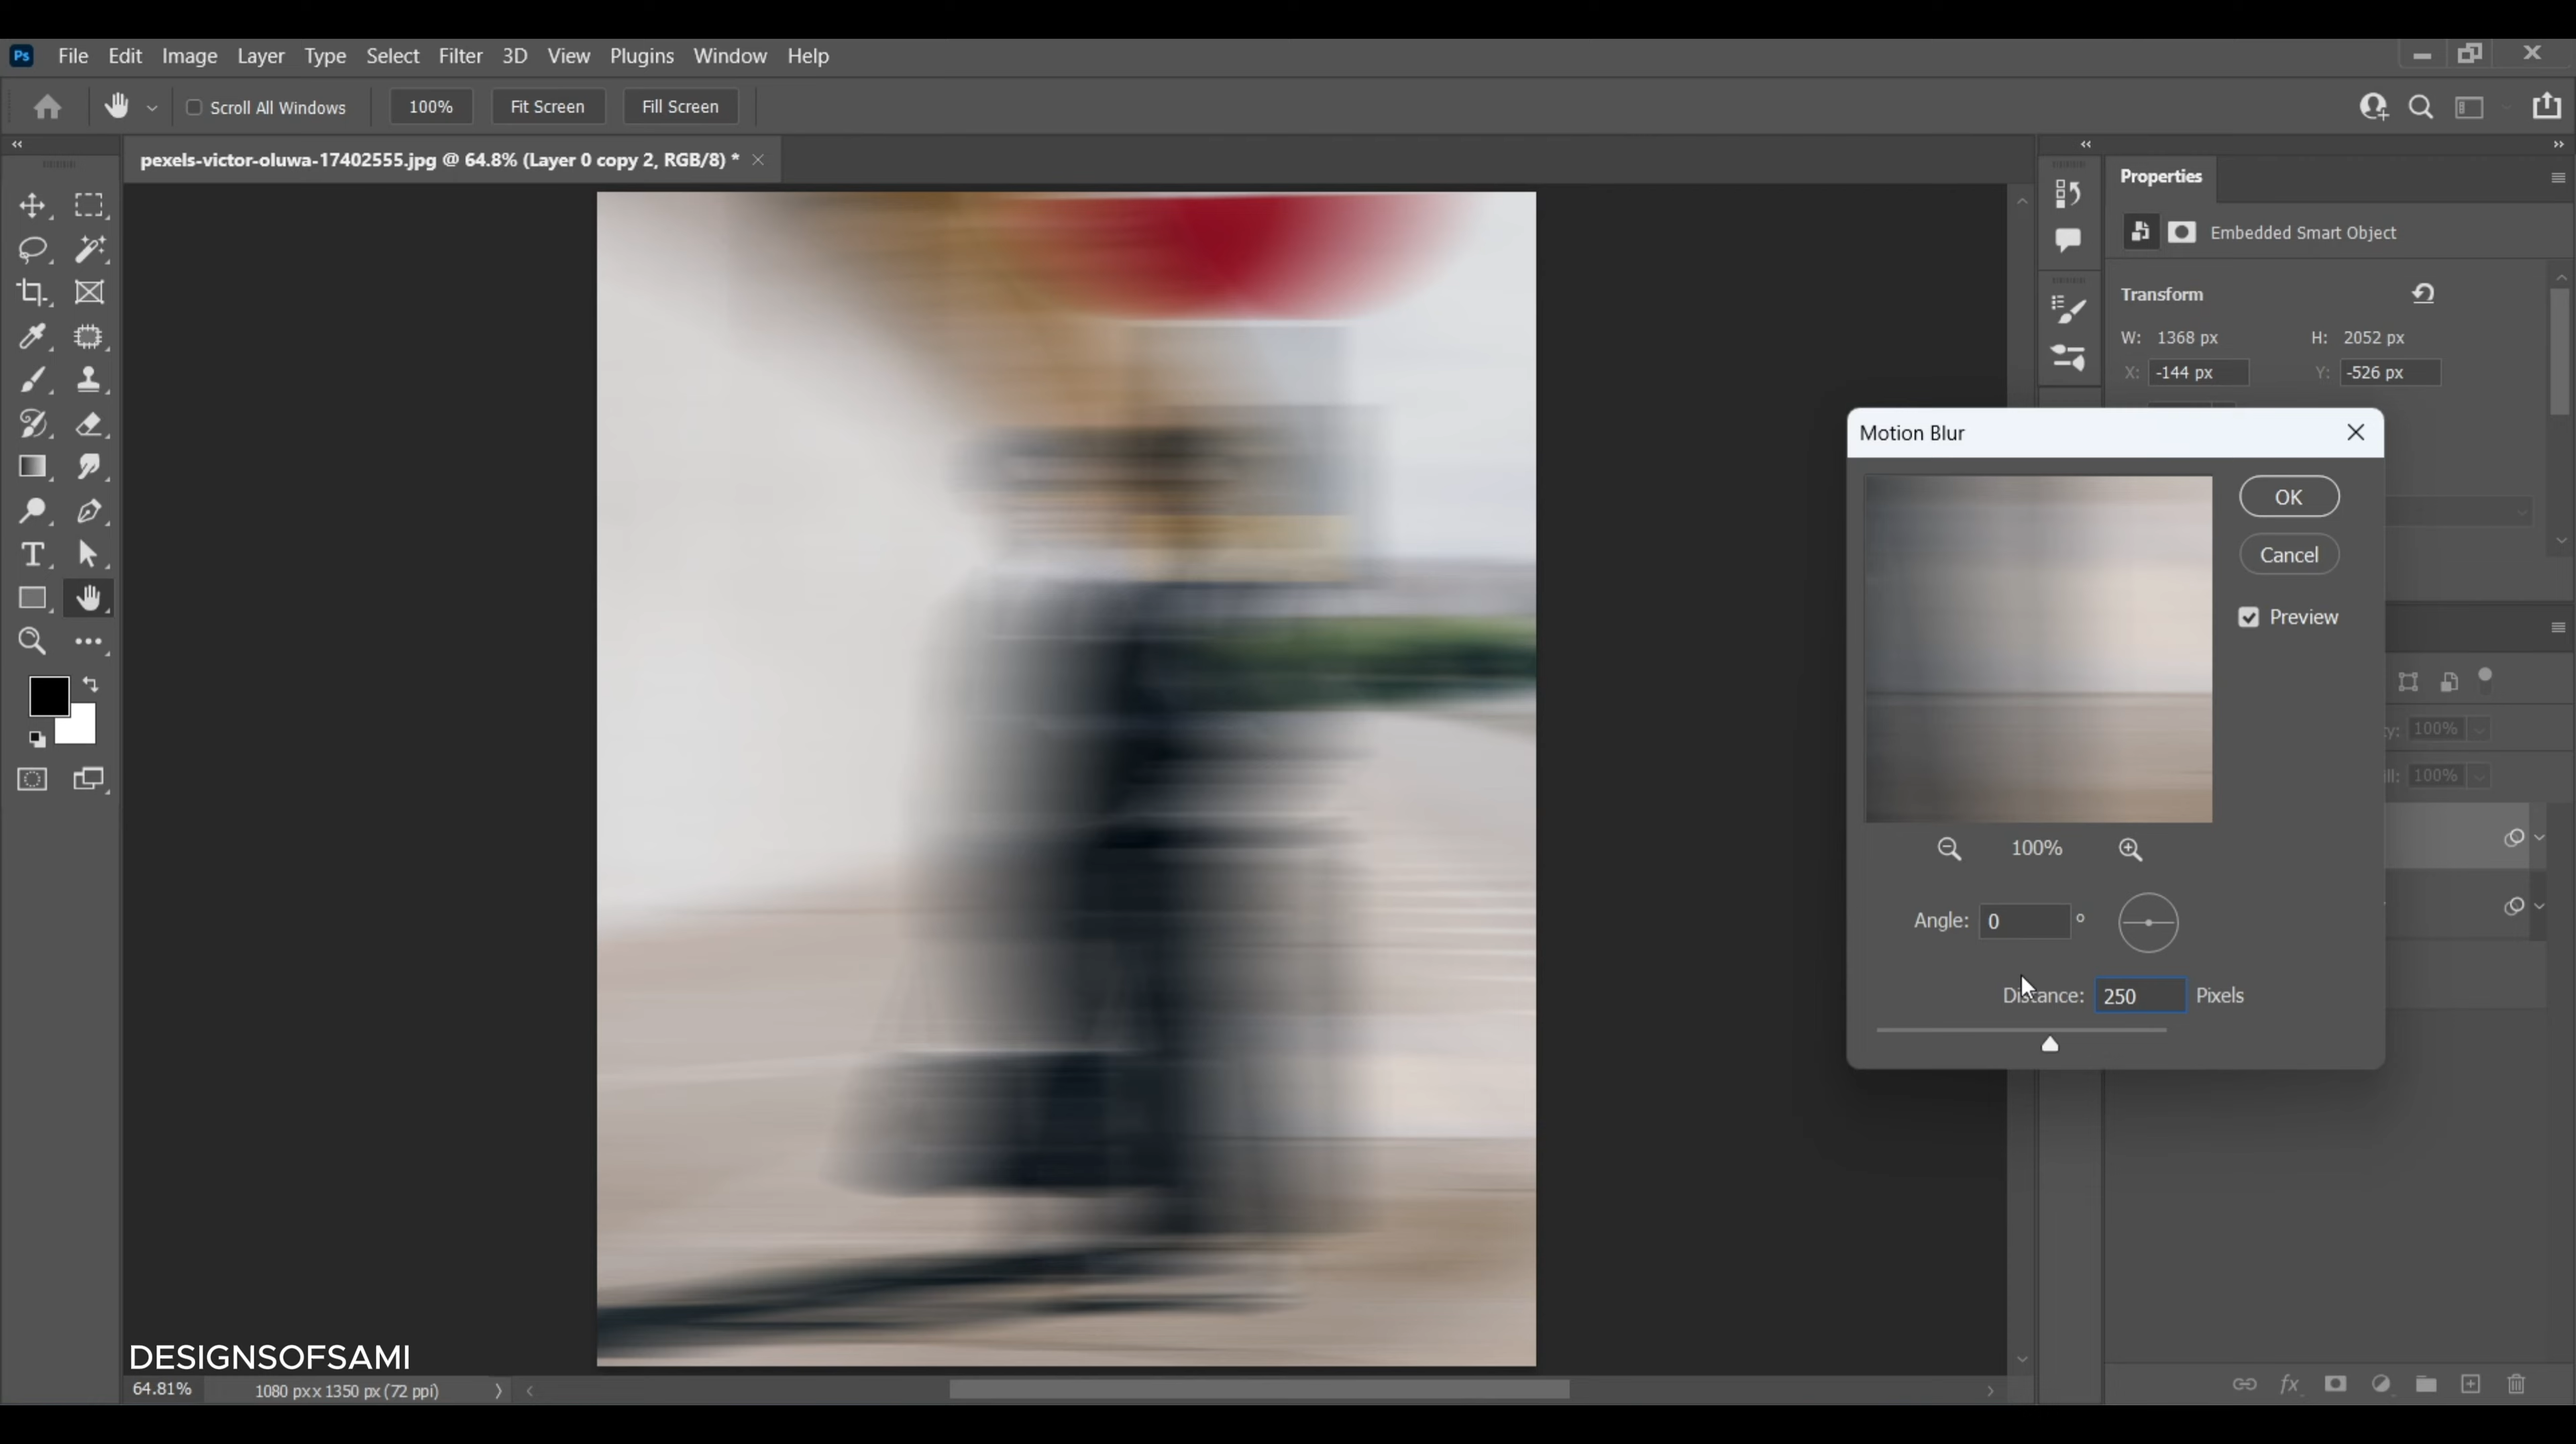 Ps File Edit Image Layer Type Select Filter 3D View Plugins Window Help
Scroll All Windows 100% Fit Screen Fill Screen
pexels-victor-oluwa-17402555.jpg @ 64.8% (Layer 0 copy 2, RGB/8) *
Properties
Embedded Smart Object
Transform
W: 1368 px H: 2052 px
X: -144 px Y: -526 px
Motion Blur
OK
Cancel
Preview
100%
Angle: 0 °
Distance: 250 Pixels
100%
100%
DESIGNSOFSAMI
64.81% 1080 px x 1350 px (72 ppi)
fx